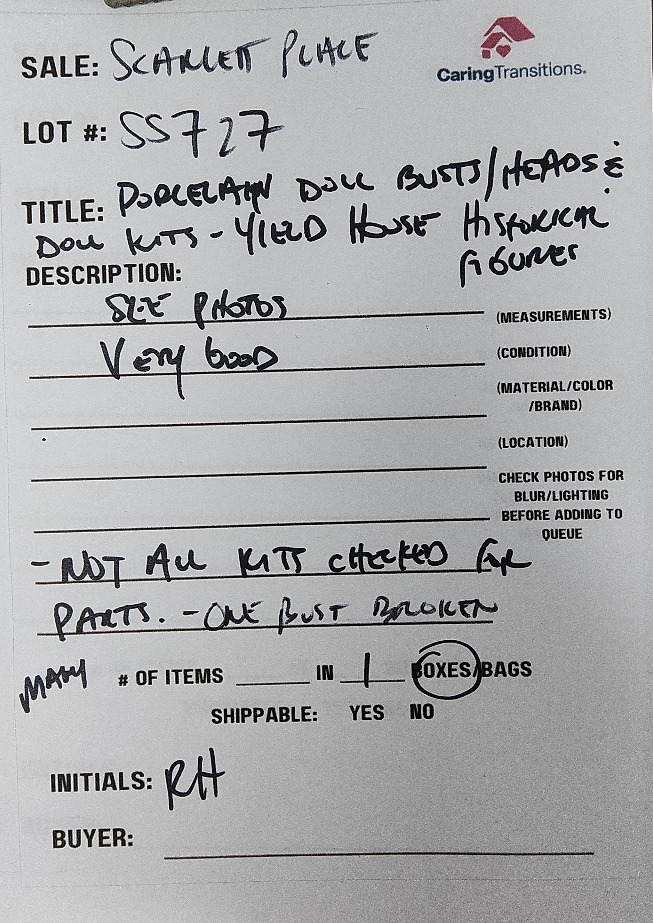 SALE: SCARLETT PLACE
CaringTransitions.
LOT #: SS727
TITLE: PORCELAIN DOLL BUSTS/HEADS &
DOLL KITS - YIELD HOUSE HISTORICAL
FIGURES
DESCRIPTION:
SEE PHOTOS (MEASUREMENTS)
VERY GOOD (CONDITION)
(MATERIAL/COLOR
/BRAND)
(LOCATION)
CHECK PHOTOS FOR
BLUR/LIGHTING
BEFORE ADDING TO
QUEUE
- NOT ALL KITS CHECKED FOR
PARTS. - ONE BUST BROKEN
MANY # OF ITEMS IN 1 BOXES/BAGS
SHIPPABLE: YES NO
INITIALS: RH
BUYER: